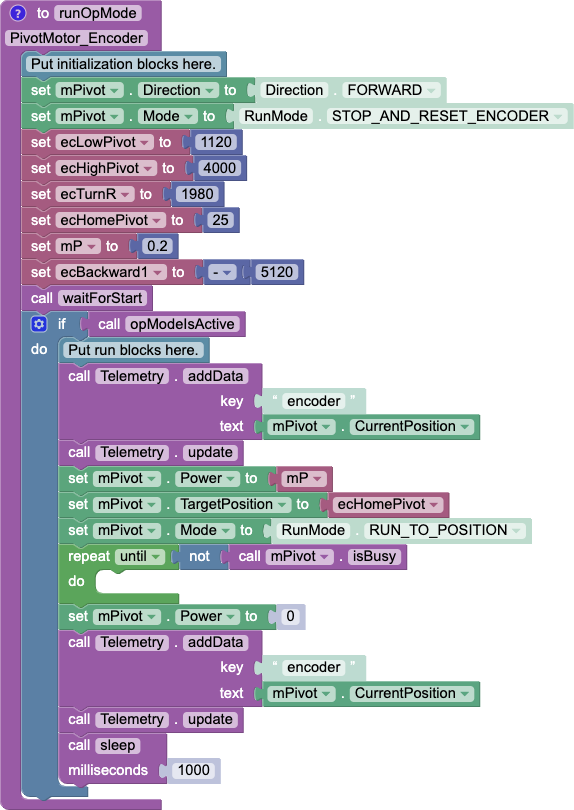 ? to runOpMode
PivotMotor_Encoder
Put initialization blocks here.
set mPivot . Direction to Direction . FORWARD
set mPivot . Mode to RunMode . STOP_AND_RESET_ENCODER
set ecLowPivot to 1120
set ecHighPivot to 4000
set ecTurnR to 1980
set ecHomePivot to 25
set mP to 0.2
set ecBackward1 to - 5120
call waitForStart
if call opModeIsActive
do Put run blocks here.
call Telemetry . addData
key “ encoder ”
text mPivot . CurrentPosition
call Telemetry . update
set mPivot . Power to mP
set mPivot . TargetPosition to ecHomePivot
set mPivot . Mode to RunMode . RUN_TO_POSITION
repeat until not call mPivot . isBusy
do
set mPivot . Power to 0
call Telemetry . addData
key “ encoder ”
text mPivot . CurrentPosition
call Telemetry . update
call sleep
milliseconds 1000